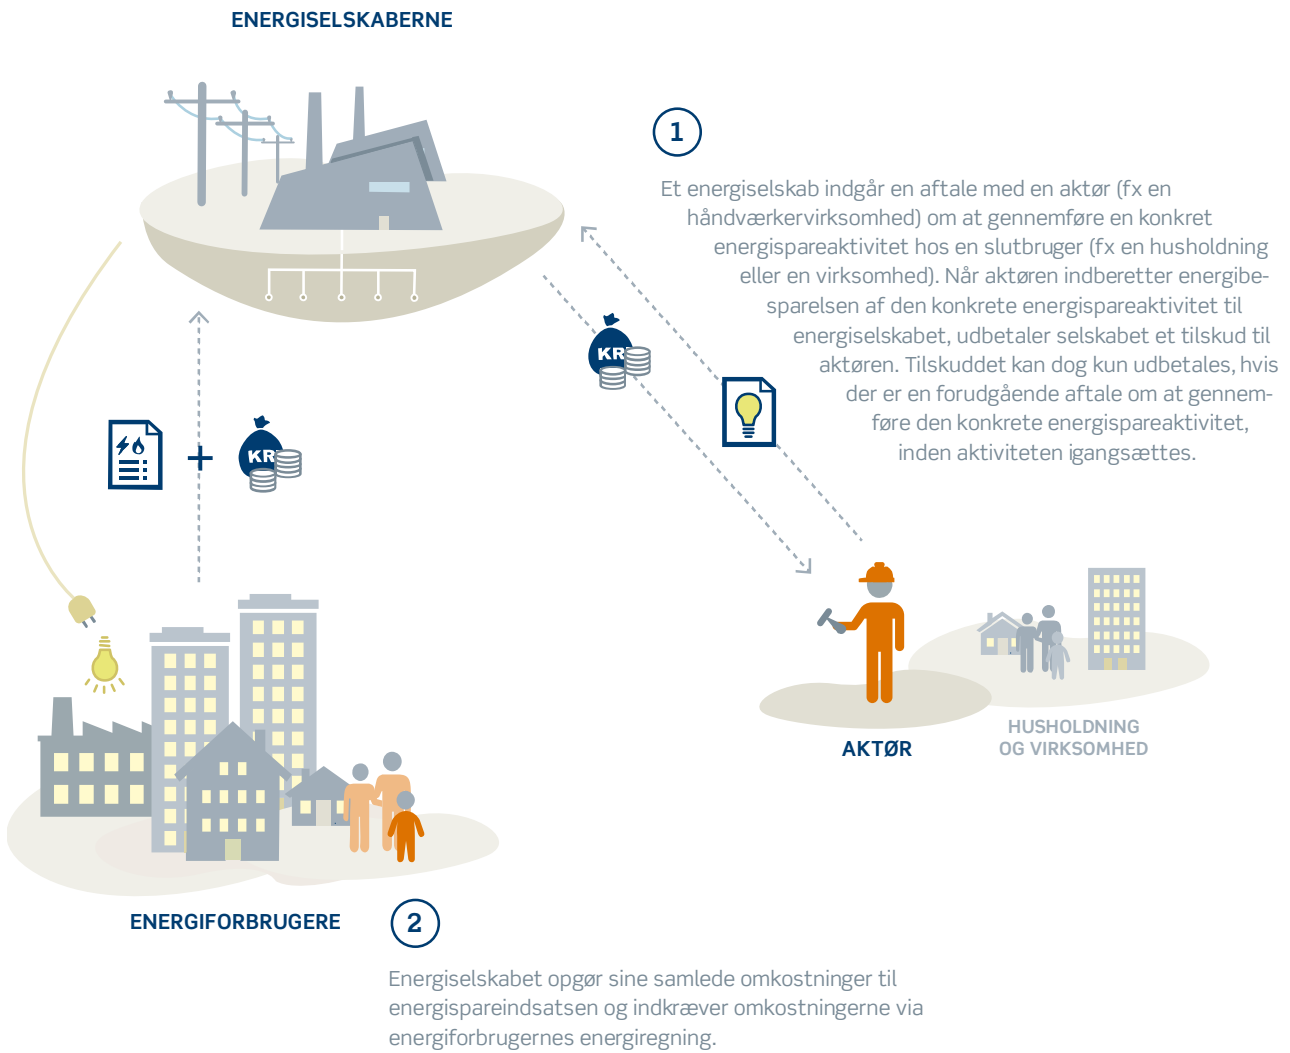 ENERGISELSKABERNE
1
Et energiselskab indgår en aftale med en aktør (fx en
håndværkervirksomhed) om at gennemføre en konkret
energispareaktivitet hos en slutbruger (fx en husholdning
eller en virksomhed). Når aktøren indberetter energibe-
sparelsen af den konkrete energispareaktivitet til
energiselskabet, udbetaler selskabet et tilskud til
aktøren. Tilskuddet kan dog kun udbetales, hvis
der er en forudgående aftale om at gennem-
føre den konkrete energispareaktivitet,
inden aktiviteten igangsættes.
KR
+
KR
AKTØR
HUSHOLDNING
OG VIRKSOMHED
ENERGIFORBRUGERE
2
Energiselskabet opgør sine samlede omkostninger til
energispareindsatsen og indkræver omkostningerne via
energiforbrugernes energiregning.